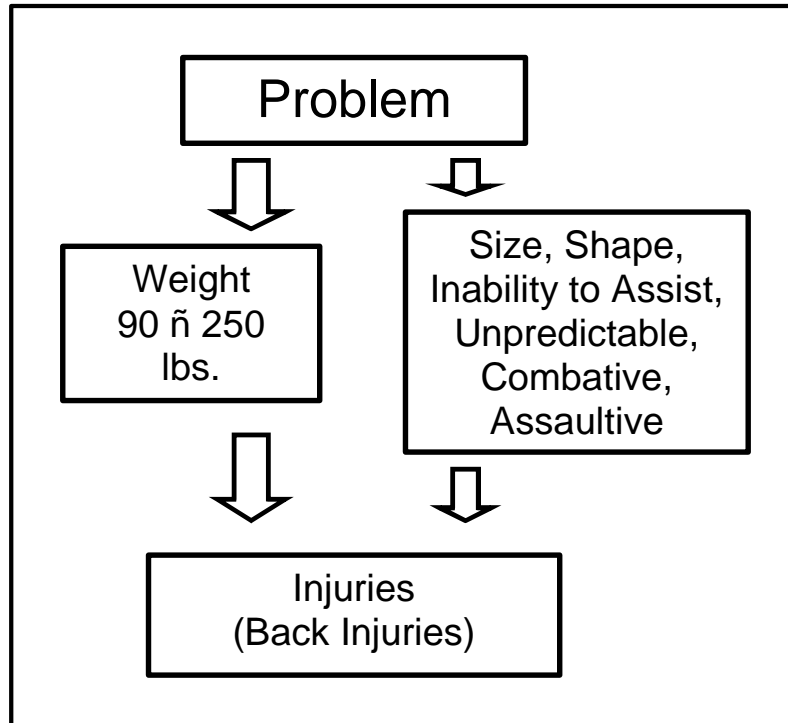 Problem
Weight
90 ñ 250
lbs.
Size, Shape,
Inability to Assist,
Unpredictable,
Combative,
Assaultive
Injuries
(Back Injuries)